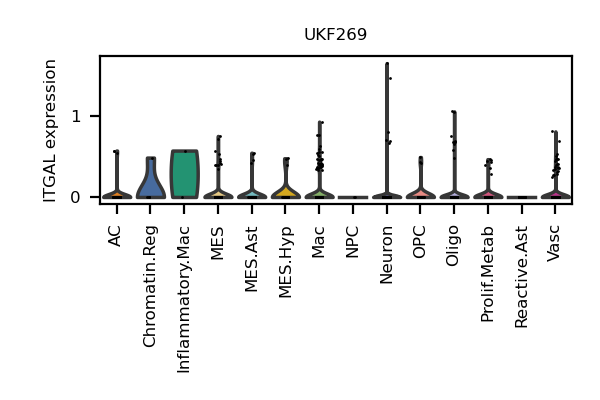 UKF269
ITGAL expression
1
0
AC
Chromatin.Reg
Inflammatory.Mac
MES
MES.Ast
MES.Hyp
Mac
NPC
Neuron
OPC
Oligo
Prolif.Metab
Reactive.Ast
Vasc